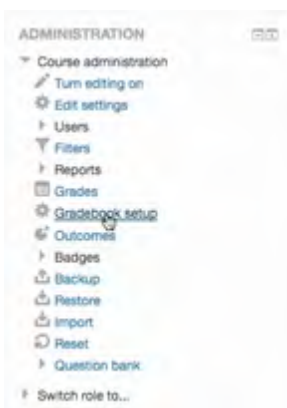 ADMINISTRATION
Course administration
Turn editing on
Edit settings
Users
Filters
Reports
Grades
Gradebook setup
Outcomes
Badges
Backup
Restore
Import
Reset
Question bank
Switch role to...